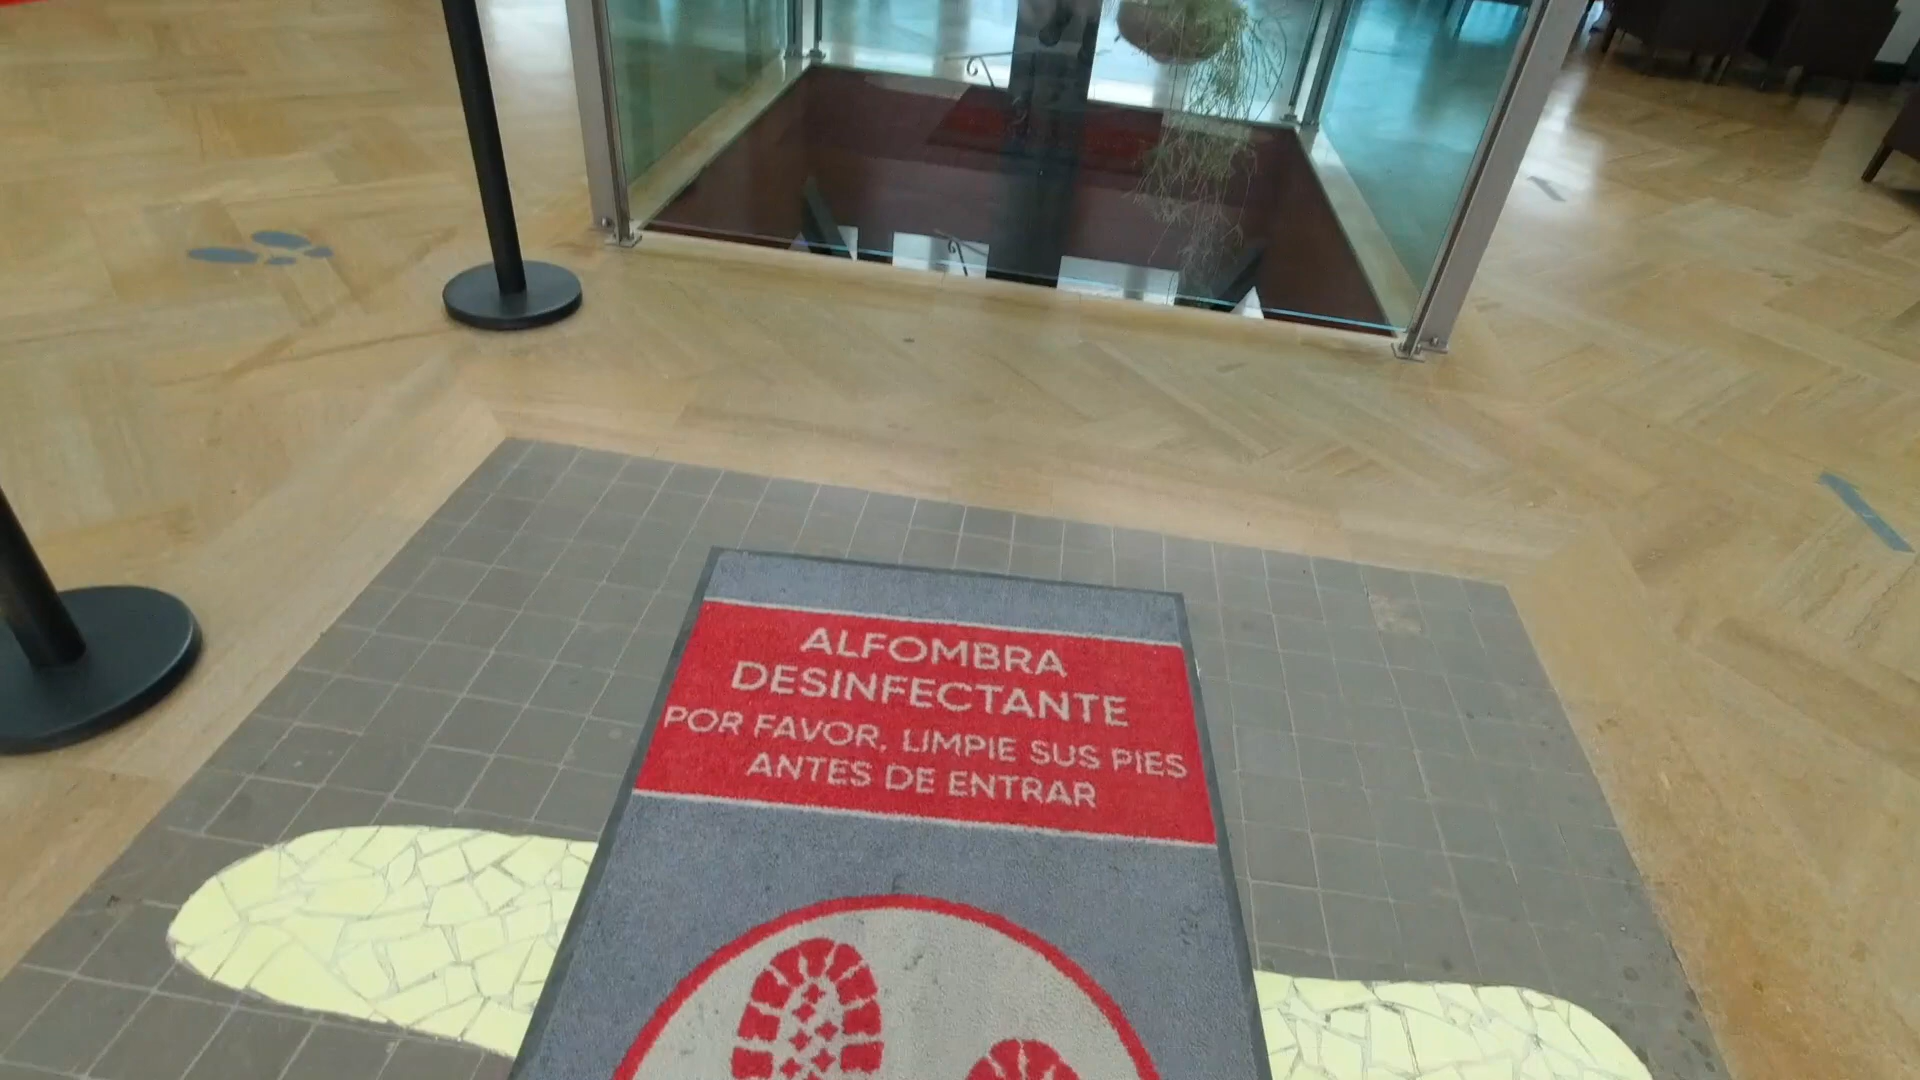 ALFOMBRA
DESINFECTANTE
POR FAVOR, LIMPIE SUS PIES
ANTES DE ENTRAR